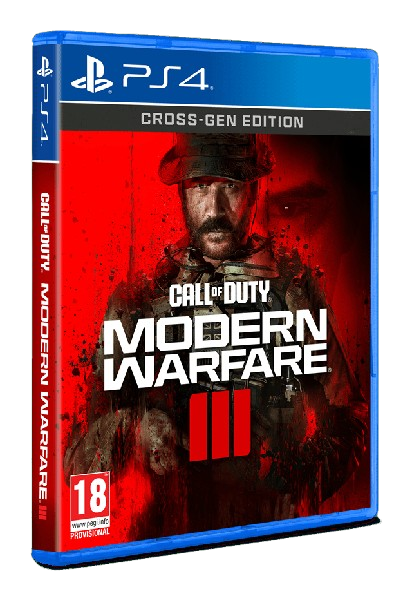 PS4
CROSS-GEN EDITION
CALL OF DUTY
MODERN
WARFARE®
III
18
www.pegi.info
PROVISIONAL
PS4
CALL OF DUTY. MODERN WARFARE. III